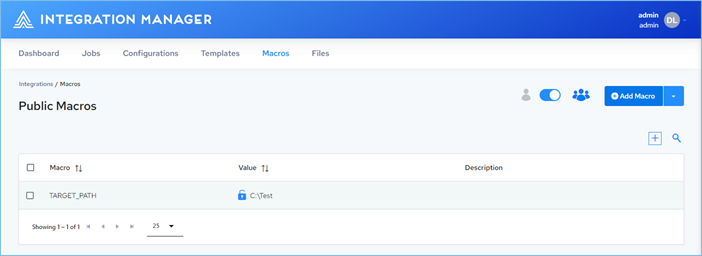 INTEGRATION MANAGER
admin
admin
DL
Dashboard Jobs Configurations Templates Macros Files
Integrations / Macros
Public Macros
Add Macro
Macro Value Description
TARGET_PATH C:\Test
Showing 1 – 1 of 1 25